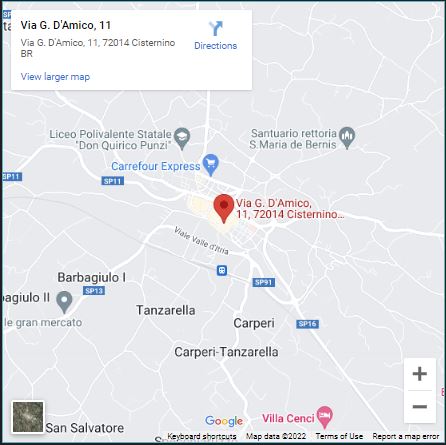 Via G. D'Amico, 11
Via G. D'Amico, 11, 72014 Cisternino
BR
Directions
View larger map
Liceo Polivalente Statale
"Don Quirico Punzi"
Santuario rettoria
S.Maria de Bernis
Carrefour Express
SP11
SP11
Via G. D'Amico,
11, 72014 Cisternino...
Viale Valle d'Itria
Barbagiulo I
SP91
bagiulo II
SP13
Tanzarella
le gran mercato
Carperi
SP16
Carperi-Tanzarella
Villa Cenci
San Salvatore
Google
Keyboard shortcuts
Map data ©2022
Terms of Use
Report a map error